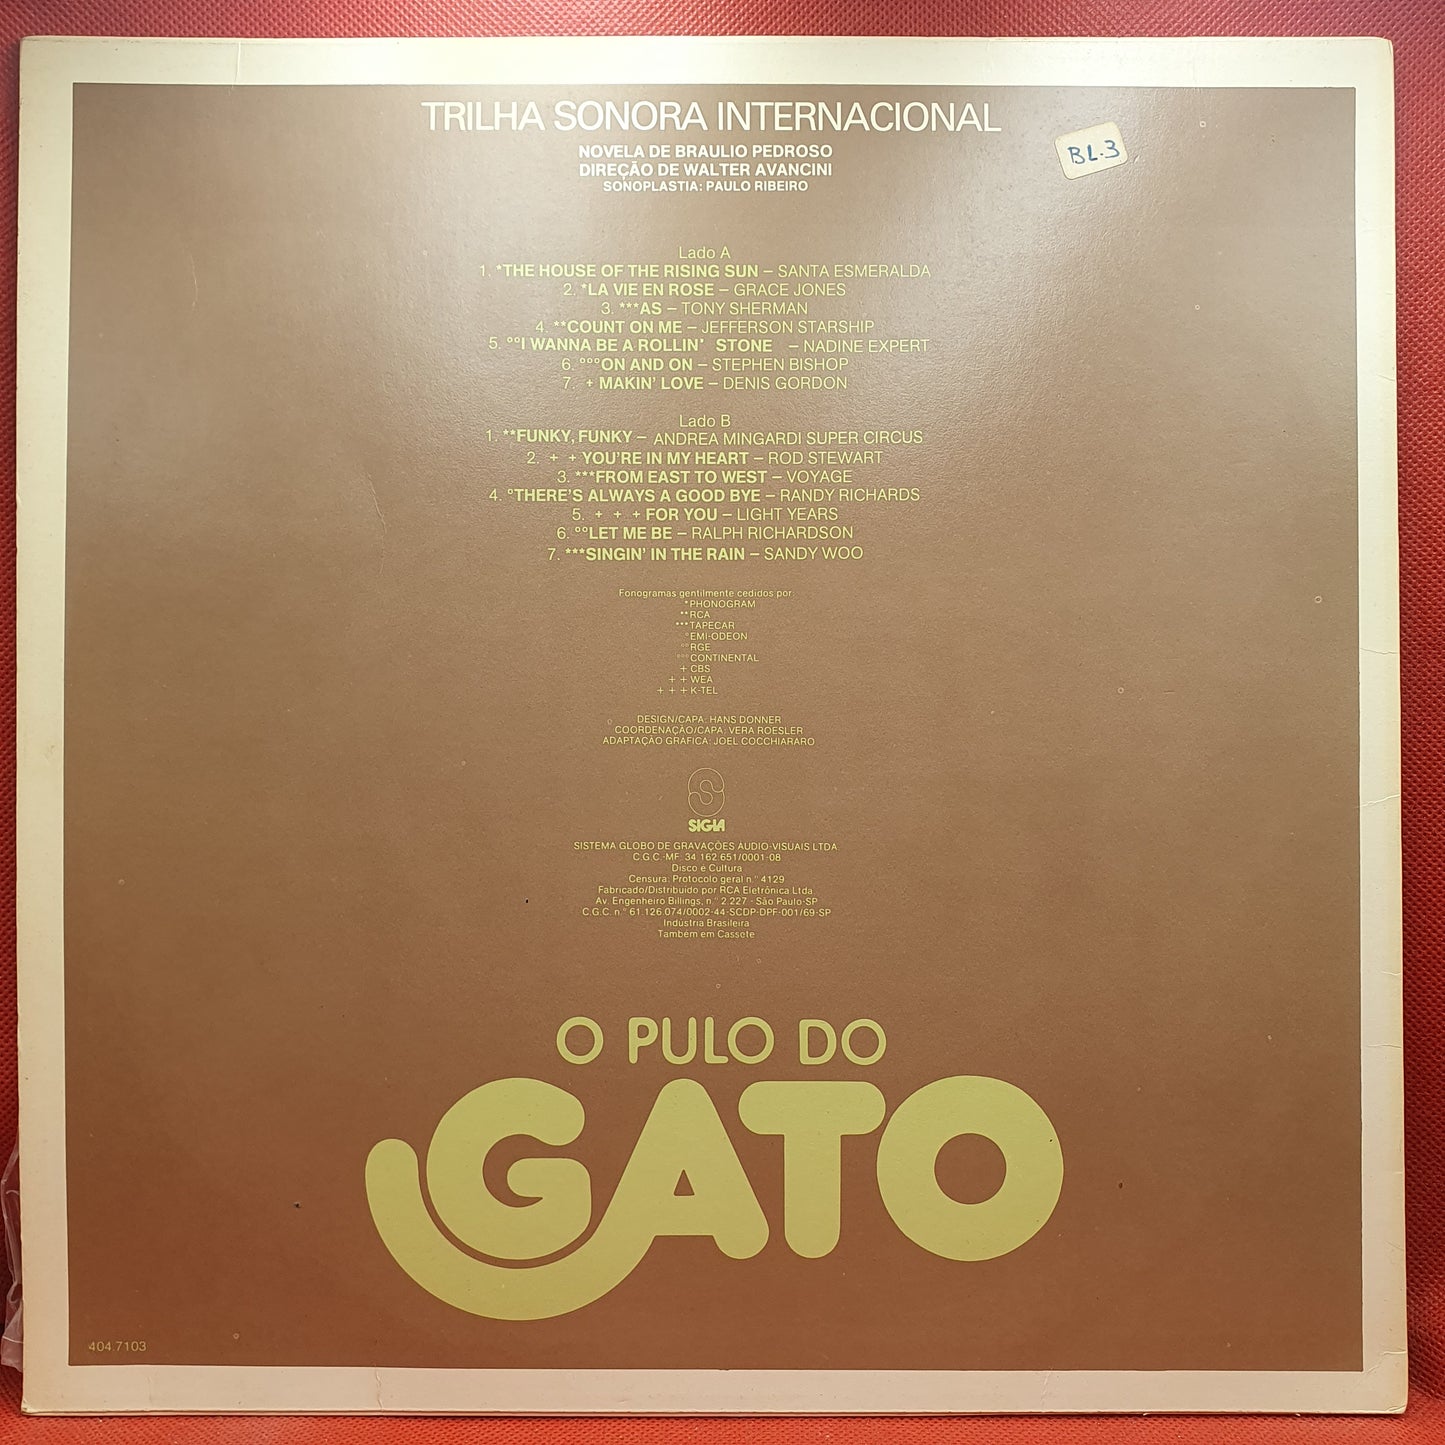 TRILHA SONORA INTERNACIONAL
BL.3
NOVELA DE BRAULIO PEDROSO
DIREÇÃO DE WALTER AVANCINI
SONOPLASTIA: PAULO RIBEIRO
Lado A
1. *THE HOUSE OF THE RISING SUN – SANTA ESMERALDA
2. *LA VIE EN ROSE – GRACE JONES
3. ***AS – TONY SHERMAN
4. **COUNT ON ME – JEFFERSON STARSHIP
5. °°I WANNA BE A ROLLIN' STONE – NADINE EXPERT
6. °°°ON AND ON – STEPHEN BISHOP
7. + MAKIN' LOVE – DENIS GORDON
Lado B
1. **FUNKY, FUNKY – ANDREA MINGARDI SUPER CIRCUS
2. + + YOU'RE IN MY HEART – ROD STEWART
3. ***FROM EAST TO WEST – VOYAGE
4. °THERE'S ALWAYS A GOOD BYE – RANDY RICHARDS
5. + + + FOR YOU – LIGHT YEARS
6. °°LET ME BE – RALPH RICHARDSON
7. ***SINGIN' IN THE RAIN – SANDY WOO
Fonogramas gentilmente cedidos por:
*PHONOGRAM
**RCA
***TAPECAR
°EMI-ODEON
°°RGE
°°°CONTINENTAL
+ CBS
+ + WEA
+ + + K-TEL
DESIGN/CAPA: HANS DONNER
COORDENAÇÃO/CAPA: VERA ROESLER
ADAPTAÇÃO GRAFICA: JOEL COCCHIARARO
SIGLA
SISTEMA GLOBO DE GRAVAÇÕES AUDIO-VISUAIS LTDA.
C.G.C.-MF. 34.162.651/0001-08
Disco é Cultura
Censura: Protocolo geral n.° 4129
Fabricado/Distribuido por RCA Eletrônica Ltda.
Av. Engenheiro Billings, n.° 2.227 - São Paulo-SP
C.G.C. n.° 61.126.074/0002-44-SCDP-DPF-001/69-SP
Indústria Brasileira
Também em Cassete
O PULO DO
GATO
404.7103